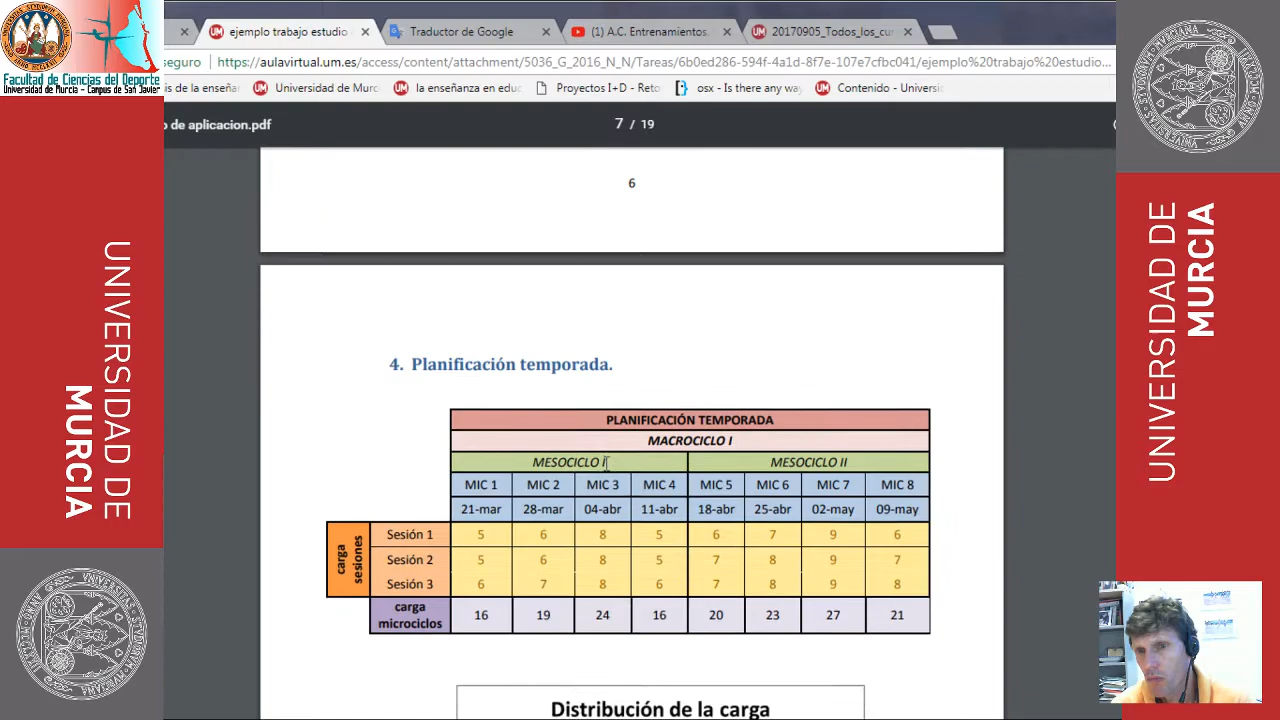 ejemplo trabajo estudio
Traductor de Google
(1) A.C. Entrenamientos
20170905_Todos_los_cu
seguro
https://aulavirtual.um.es/access/content/attachment/5036_G_2016_N_N/Tareas/6b0ed286-594f-4a1d-8f7e-107e7cfbc041/ejemplo%20trabajo%20estudio...
is de la enseña
Universidad de Murc
la enseñanza en edu
Proyectos I+D - Reto
osx - Is there any way
Contenido - Universi
Facultad de Ciencias del Deporte
Universidad de Murcia - Campus de San Javier
o de aplicacion.pdf
7 / 19
6
4. Planificación temporada.
PLANIFICACIÓN TEMPORADA
MACROCICLO I
MESOCICLO I MESOCICLO II
MIC 1 MIC 2 MIC 3 MIC 4 MIC 5 MIC 6 MIC 7 MIC 8
21-mar 28-mar 04-abr 11-abr 18-abr 25-abr 02-may 09-may
carga sesiones
Sesión 1 5 6 8 5 6 7 9 6
Sesión 2 5 6 8 5 7 8 9 7
Sesión 3 6 7 8 6 7 8 9 8
carga
microciclos 16 19 24 16 20 23 27 21
Distribución de la carga
UNIVERSIDAD DE
MURCIA
UNIVERSIDAD DE
MURCIA